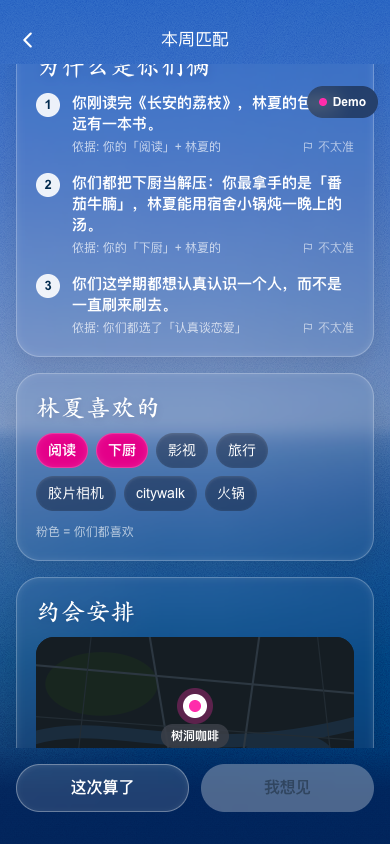 本周匹配
为什么是你们俩
Demo
1
你刚读完《长安的荔枝》，林夏的包
远有一本书。
依据: 你的「阅读」+ 林夏的
不太准
2
你们都把下厨当解压：你最拿手的是「番
茄牛腩」，林夏能用宿舍小锅炖一晚上的
汤。
依据: 你的「下厨」+ 林夏的
不太准
3
你们这学期都想认真认识一个人，而不是
一直刷来刷去。
依据: 你们都选了「认真谈恋爱」
不太准
林夏喜欢的
阅读 下厨 影视 旅行
胶片相机 citywalk 火锅
粉色 = 你们都喜欢
约会安排
树洞咖啡
这次算了
我想见